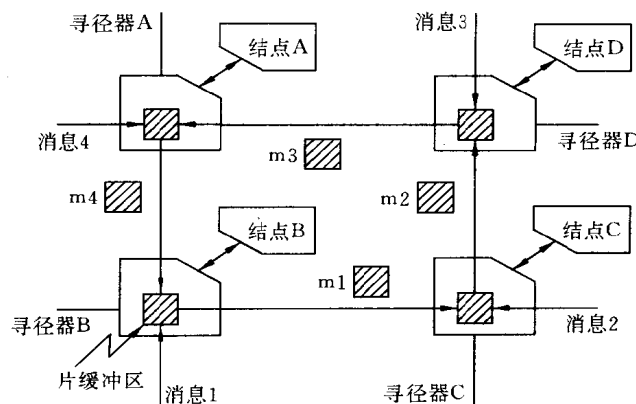 寻径器A
消息3
结点A
结点D
消息4
寻径器D
m3
m4
m2
结点B
结点C
m1
寻径器B
消息2
片缓冲区
消息1
寻径器C